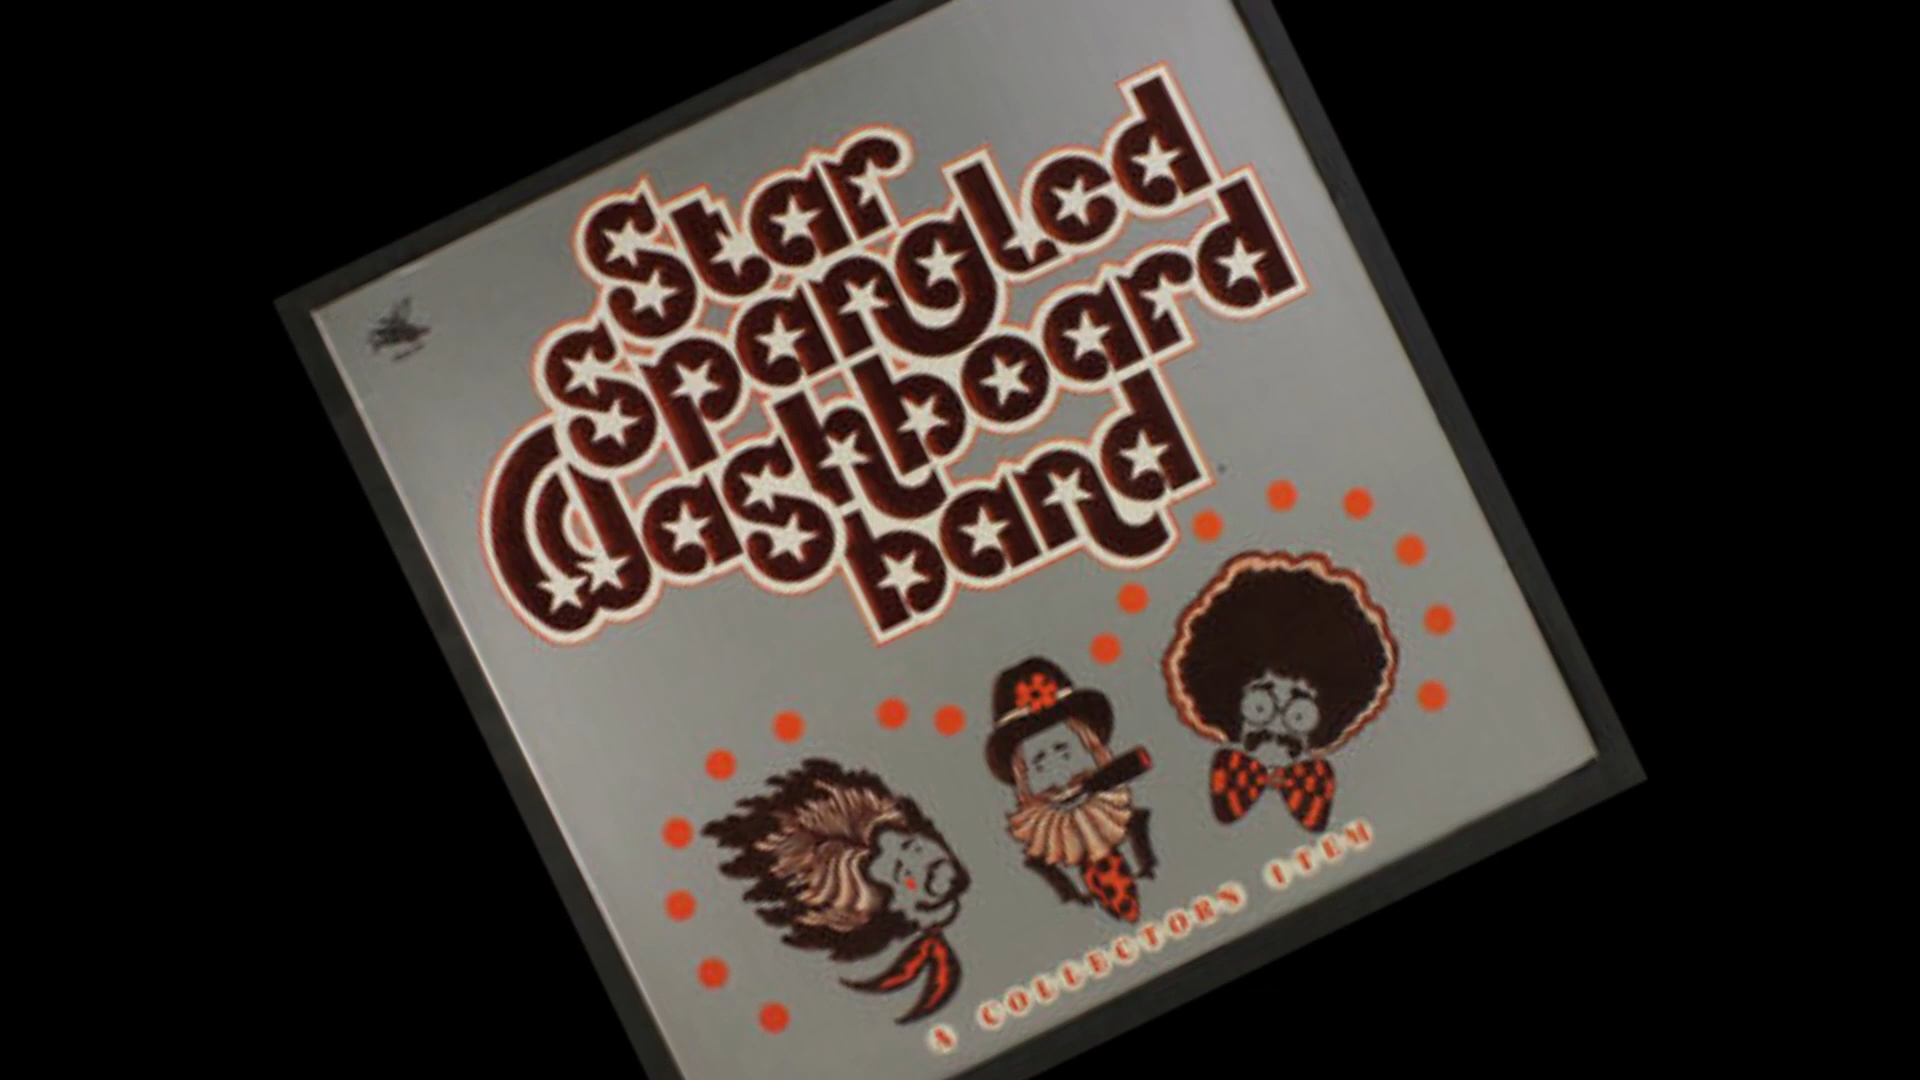 Star
Spangled
Washboard
band
A COLLECTORS ITEM